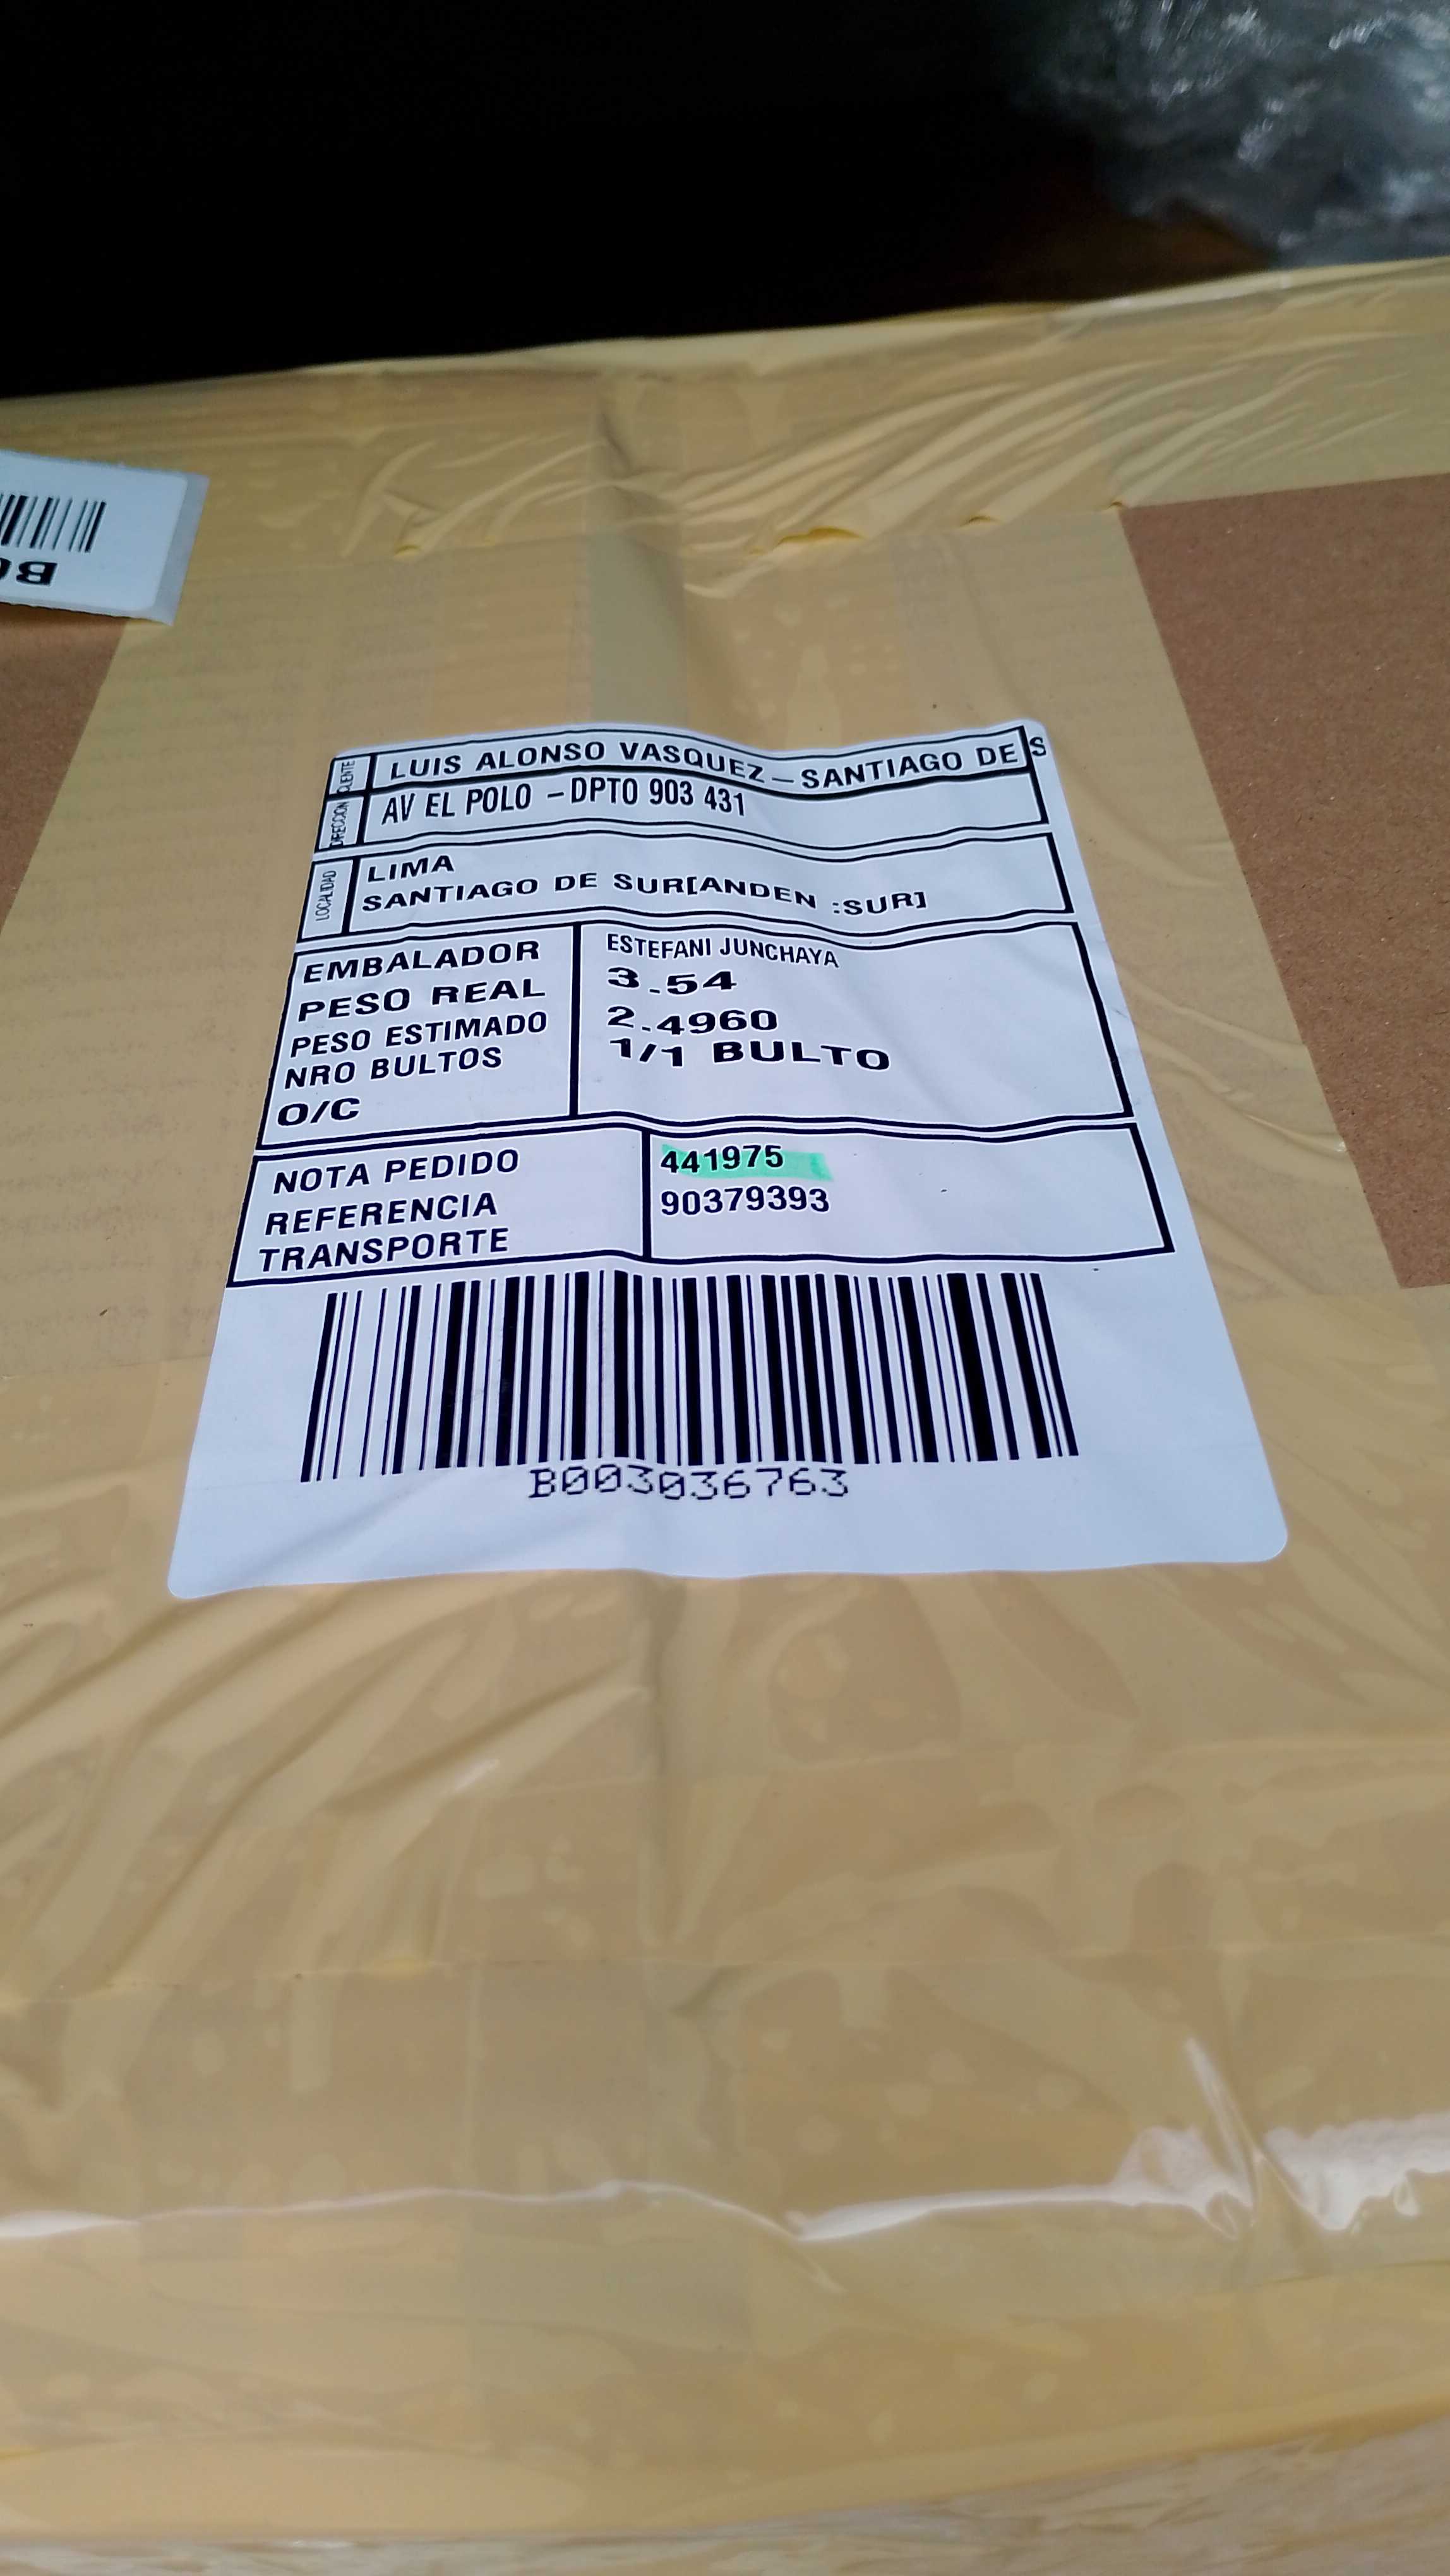 BO
CLIENTE LUIS ALONSO VASQUEZ - SANTIAGO DE S
DIRECCION AV EL POLO - DPTO 903 431
LOCALIDAD LIMA
SANTIAGO DE SUR[ANDEN :SUR]
EMBALADOR ESTEFANI JUNCHAYA
PESO REAL 3.54
PESO ESTIMADO 2.4960
NRO BULTOS 1/1 BULTO
O/C
NOTA PEDIDO 441975
REFERENCIA 90379393
TRANSPORTE
B003036763